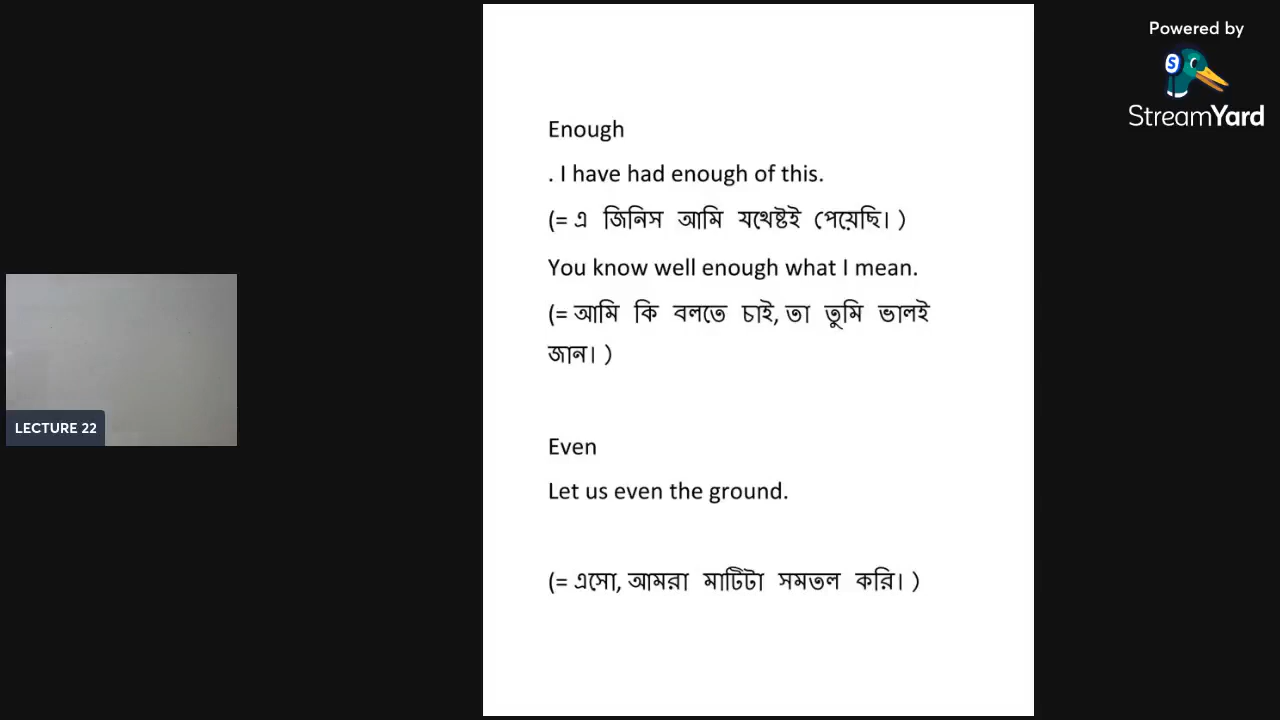 Powered by
StreamYard
Enough
. I have had enough of this.
(= এ জিনিস আমি যথেষ্টই পেয়েছি। )
You know well enough what I mean.
(= আমি কি বলতে চাই, তা তুমি ভালই
জান। )
LECTURE 22
Even
Let us even the ground.
(= এসো, আমরা মাটিটা সমতল করি। )